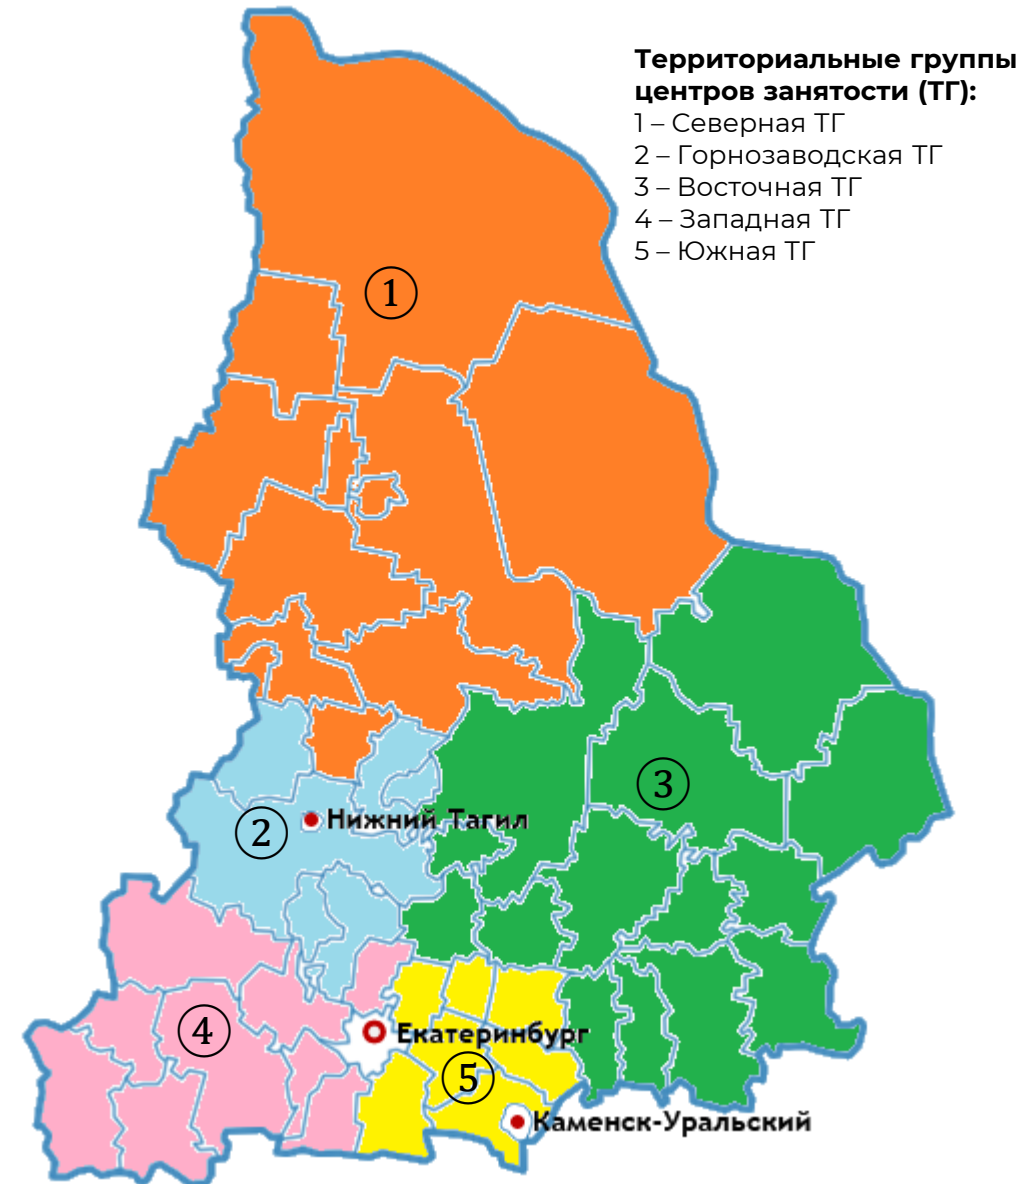 Территориальные группы
центров занятости (ТГ):
1 – Северная ТГ
2 – Горнозаводская ТГ
3 – Восточная ТГ
4 – Западная ТГ
5 – Южная ТГ
1
3
2
Нижний Тагил
4
Екатеринбург
5
Каменск-Уральский